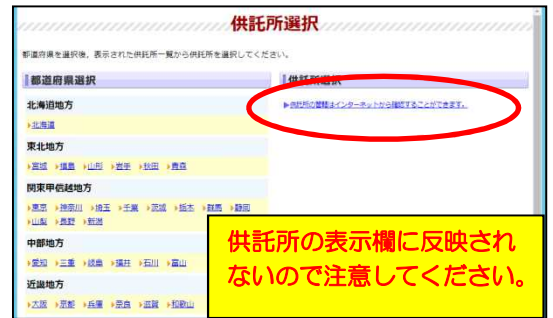 供託所選択
都道府県を選択後、表示された供託所一覧から供託所を選択してください。
都道府県選択
北海道地方
▶北海道
東北地方
▶宮城 ▶福島 ▶山形 ▶岩手 ▶秋田 ▶青森
関東甲信越地方
▶東京 ▶神奈川 ▶埼玉 ▶千葉 ▶茨城 ▶栃木 ▶群馬 ▶静岡
▶山梨 ▶長野 ▶新潟
中部地方
▶愛知 ▶三重 ▶岐阜 ▶福井 ▶石川 ▶富山
近畿地方
▶大阪 ▶京都 ▶兵庫 ▶奈良 ▶滋賀 ▶和歌山
供託所選択
▶供託所の管轄はインターネットから確認することができます。
供託所の表示欄に反映され
ないので注意してください。